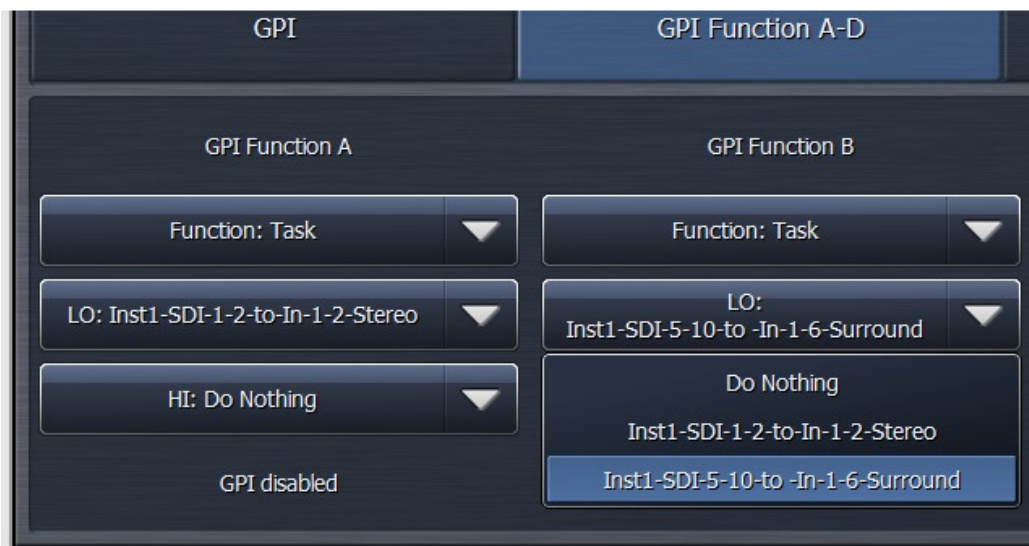 GPI
GPI Function A-D
GPI Function A
GPI Function B
Function: Task
Function: Task
LO: Inst1-SDI-1-2-to-In-1-2-Stereo
LO:
Inst1-SDI-5-10-to -In-1-6-Surround
HI: Do Nothing
Do Nothing
Inst1-SDI-1-2-to-In-1-2-Stereo
Inst1-SDI-5-10-to -In-1-6-Surround
GPI disabled